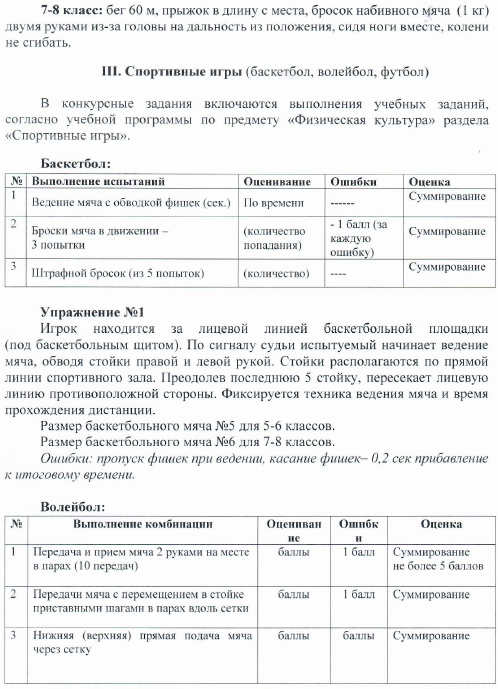 7-8 класс: бег 60 м, прыжок в длину с места, бросок набивного мяча (1 кг)
двумя руками из-за головы на дальность из положения, сидя ноги вместе, колени
не сгибать.
III. Спортивные игры (баскетбол, волейбол, футбол)
В конкурсные задания включаются выполнения учебных заданий,
согласно учебной программы по предмету «Физическая культура» раздела
«Спортивные игры».
Баскетбол:
№ Выполнение испытаний Оценивание Ошибки Оценка
1 Ведение мяча с обводкой фишек (сек.) По времени ------ Суммирование
2 Броски мяча в движении – (количество - 1 балл (за Суммирование
3 попытки попадания) каждую
ошибку)
3 Штрафной бросок (из 5 попыток) (количество) ---- Суммирование
Упражнение №1
Игрок находится за лицевой линией баскетбольной площадки
(под баскетбольным щитом). По сигналу судьи испытуемый начинает ведение
мяча, обводя стойки правой и левой рукой. Стойки располагаются по прямой
линии спортивного зала. Преодолев последнюю 5 стойку, пересекает лицевую
линию противоположной стороны. Фиксируется техника ведения мяча и время
прохождения дистанции.
Размер баскетбольного мяча №5 для 5-6 классов.
Размер баскетбольного мяча №6 для 7-8 классов.
Ошибки: пропуск фишек при ведении, касание фишек– 0,2 сек прибавление
к итоговому времени.
Волейбол:
№ Выполнение комбинации Оцениван Ошибк Оценка
ие и
1 Передача и прием мяча 2 руками на месте баллы 1 балл Суммирование
в парах (10 передач) не более 5 баллов
2 Передачи мяча с перемещением в стойке баллы 1 балл Суммирование
приставными шагами в парах вдоль сетки
3 Нижняя (верхняя) прямая подача мяча баллы баллы Суммирование
через сетку